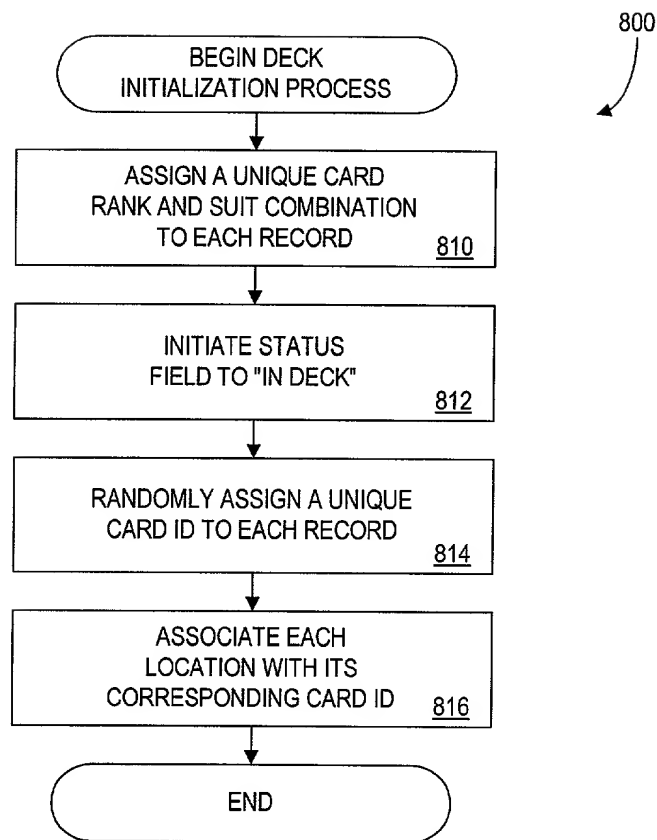 800
BEGIN DECK
INITIALIZATION PROCESS
ASSIGN A UNIQUE CARD
RANK AND SUIT COMBINATION
TO EACH RECORD
810
INITIATE STATUS
FIELD TO "IN DECK"
812
RANDOMLY ASSIGN A UNIQUE
CARD ID TO EACH RECORD
814
ASSOCIATE EACH
LOCATION WITH ITS
CORRESPONDING CARD ID
816
END